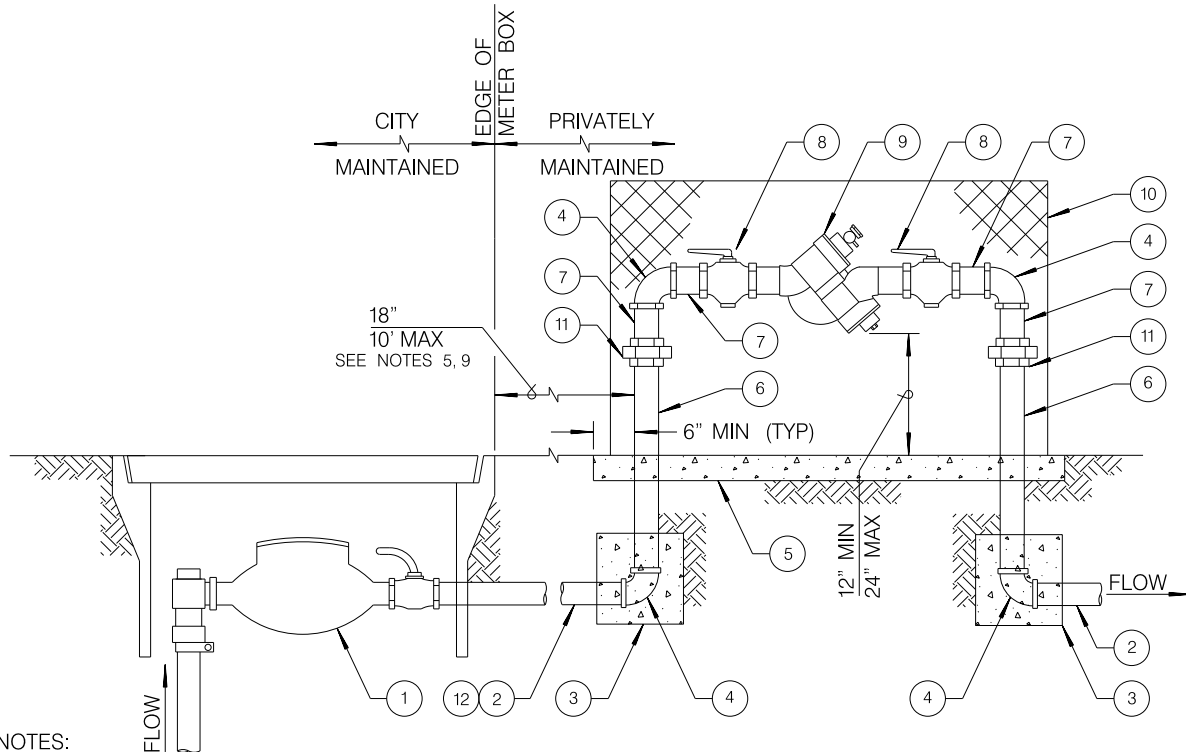 EDGE OF
METER BOX
CITY
MAINTAINED
PRIVATELY
MAINTAINED
8
9
8
7
10
4
4
7
7
18"
10' MAX
SEE NOTES 5, 9
11
7
11
6
6
6" MIN (TYP)
12" MIN
24" MAX
5
FLOW
FLOW
1
12
2
3
4
4
2
3
NOTES: